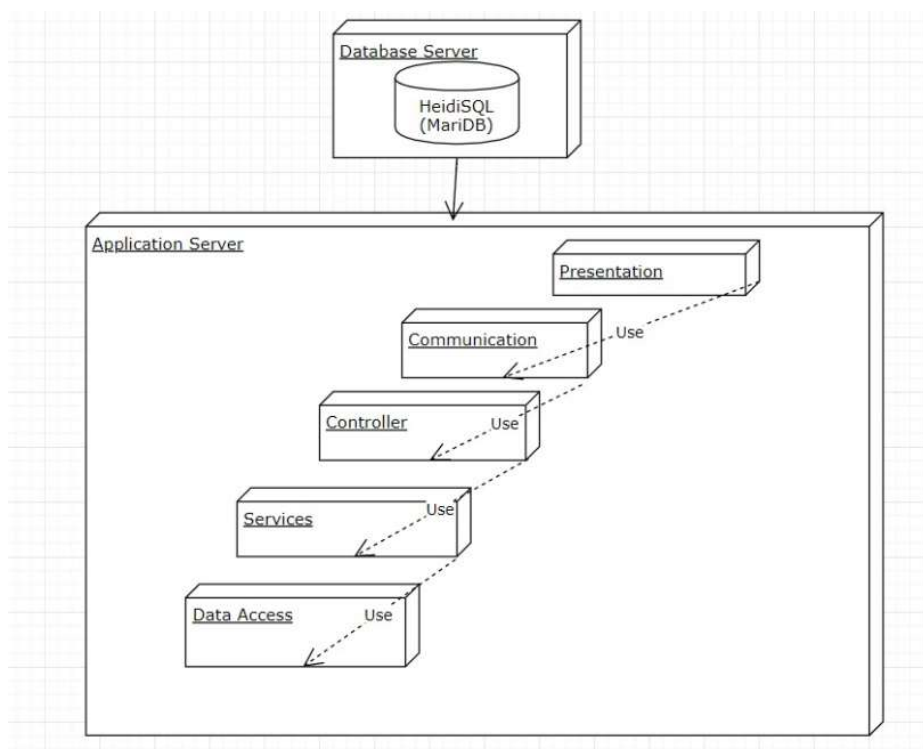 Database Server
HeidiSQL
(MariDB)
Application Server
Presentation
Use
Communication
Controller
Use
Services
Use
Data Access
Use